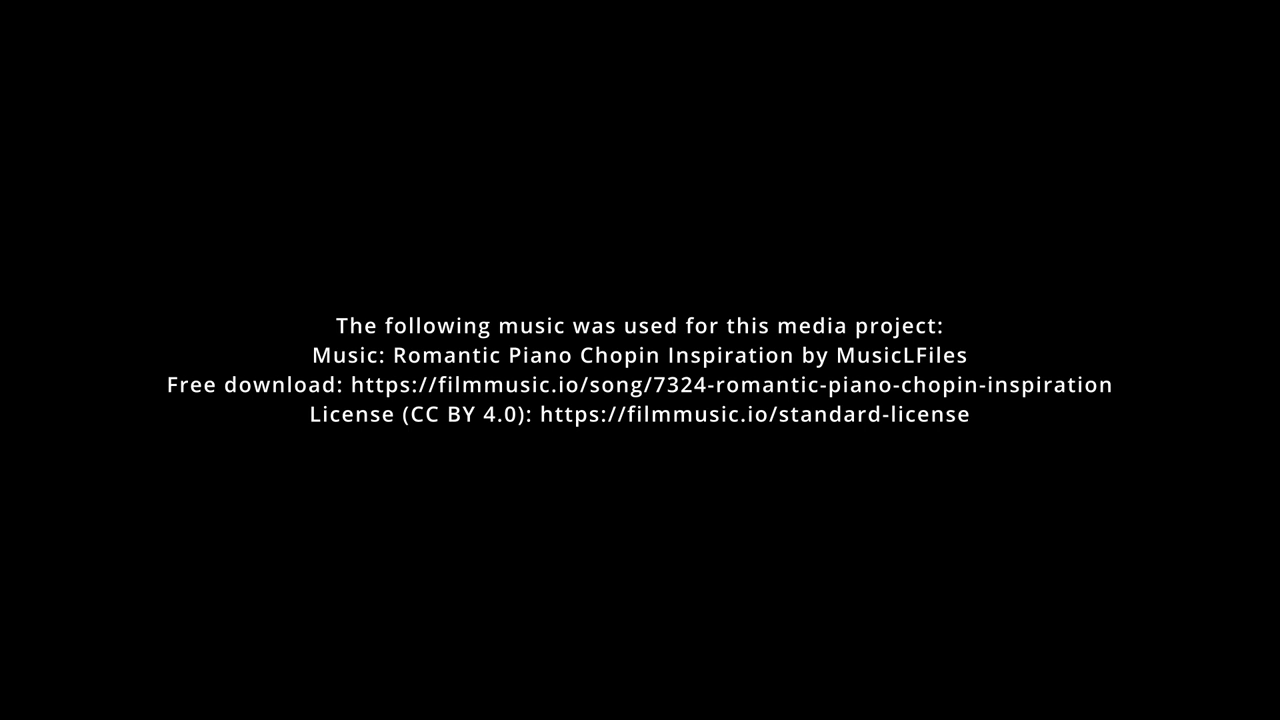 The following music was used for this media project:
Music: Romantic Piano Chopin Inspiration by MusicLFiles
Free download: https://filmmusic.io/song/7324-romantic-piano-chopin-inspiration
License (CC BY 4.0): https://filmmusic.io/standard-license